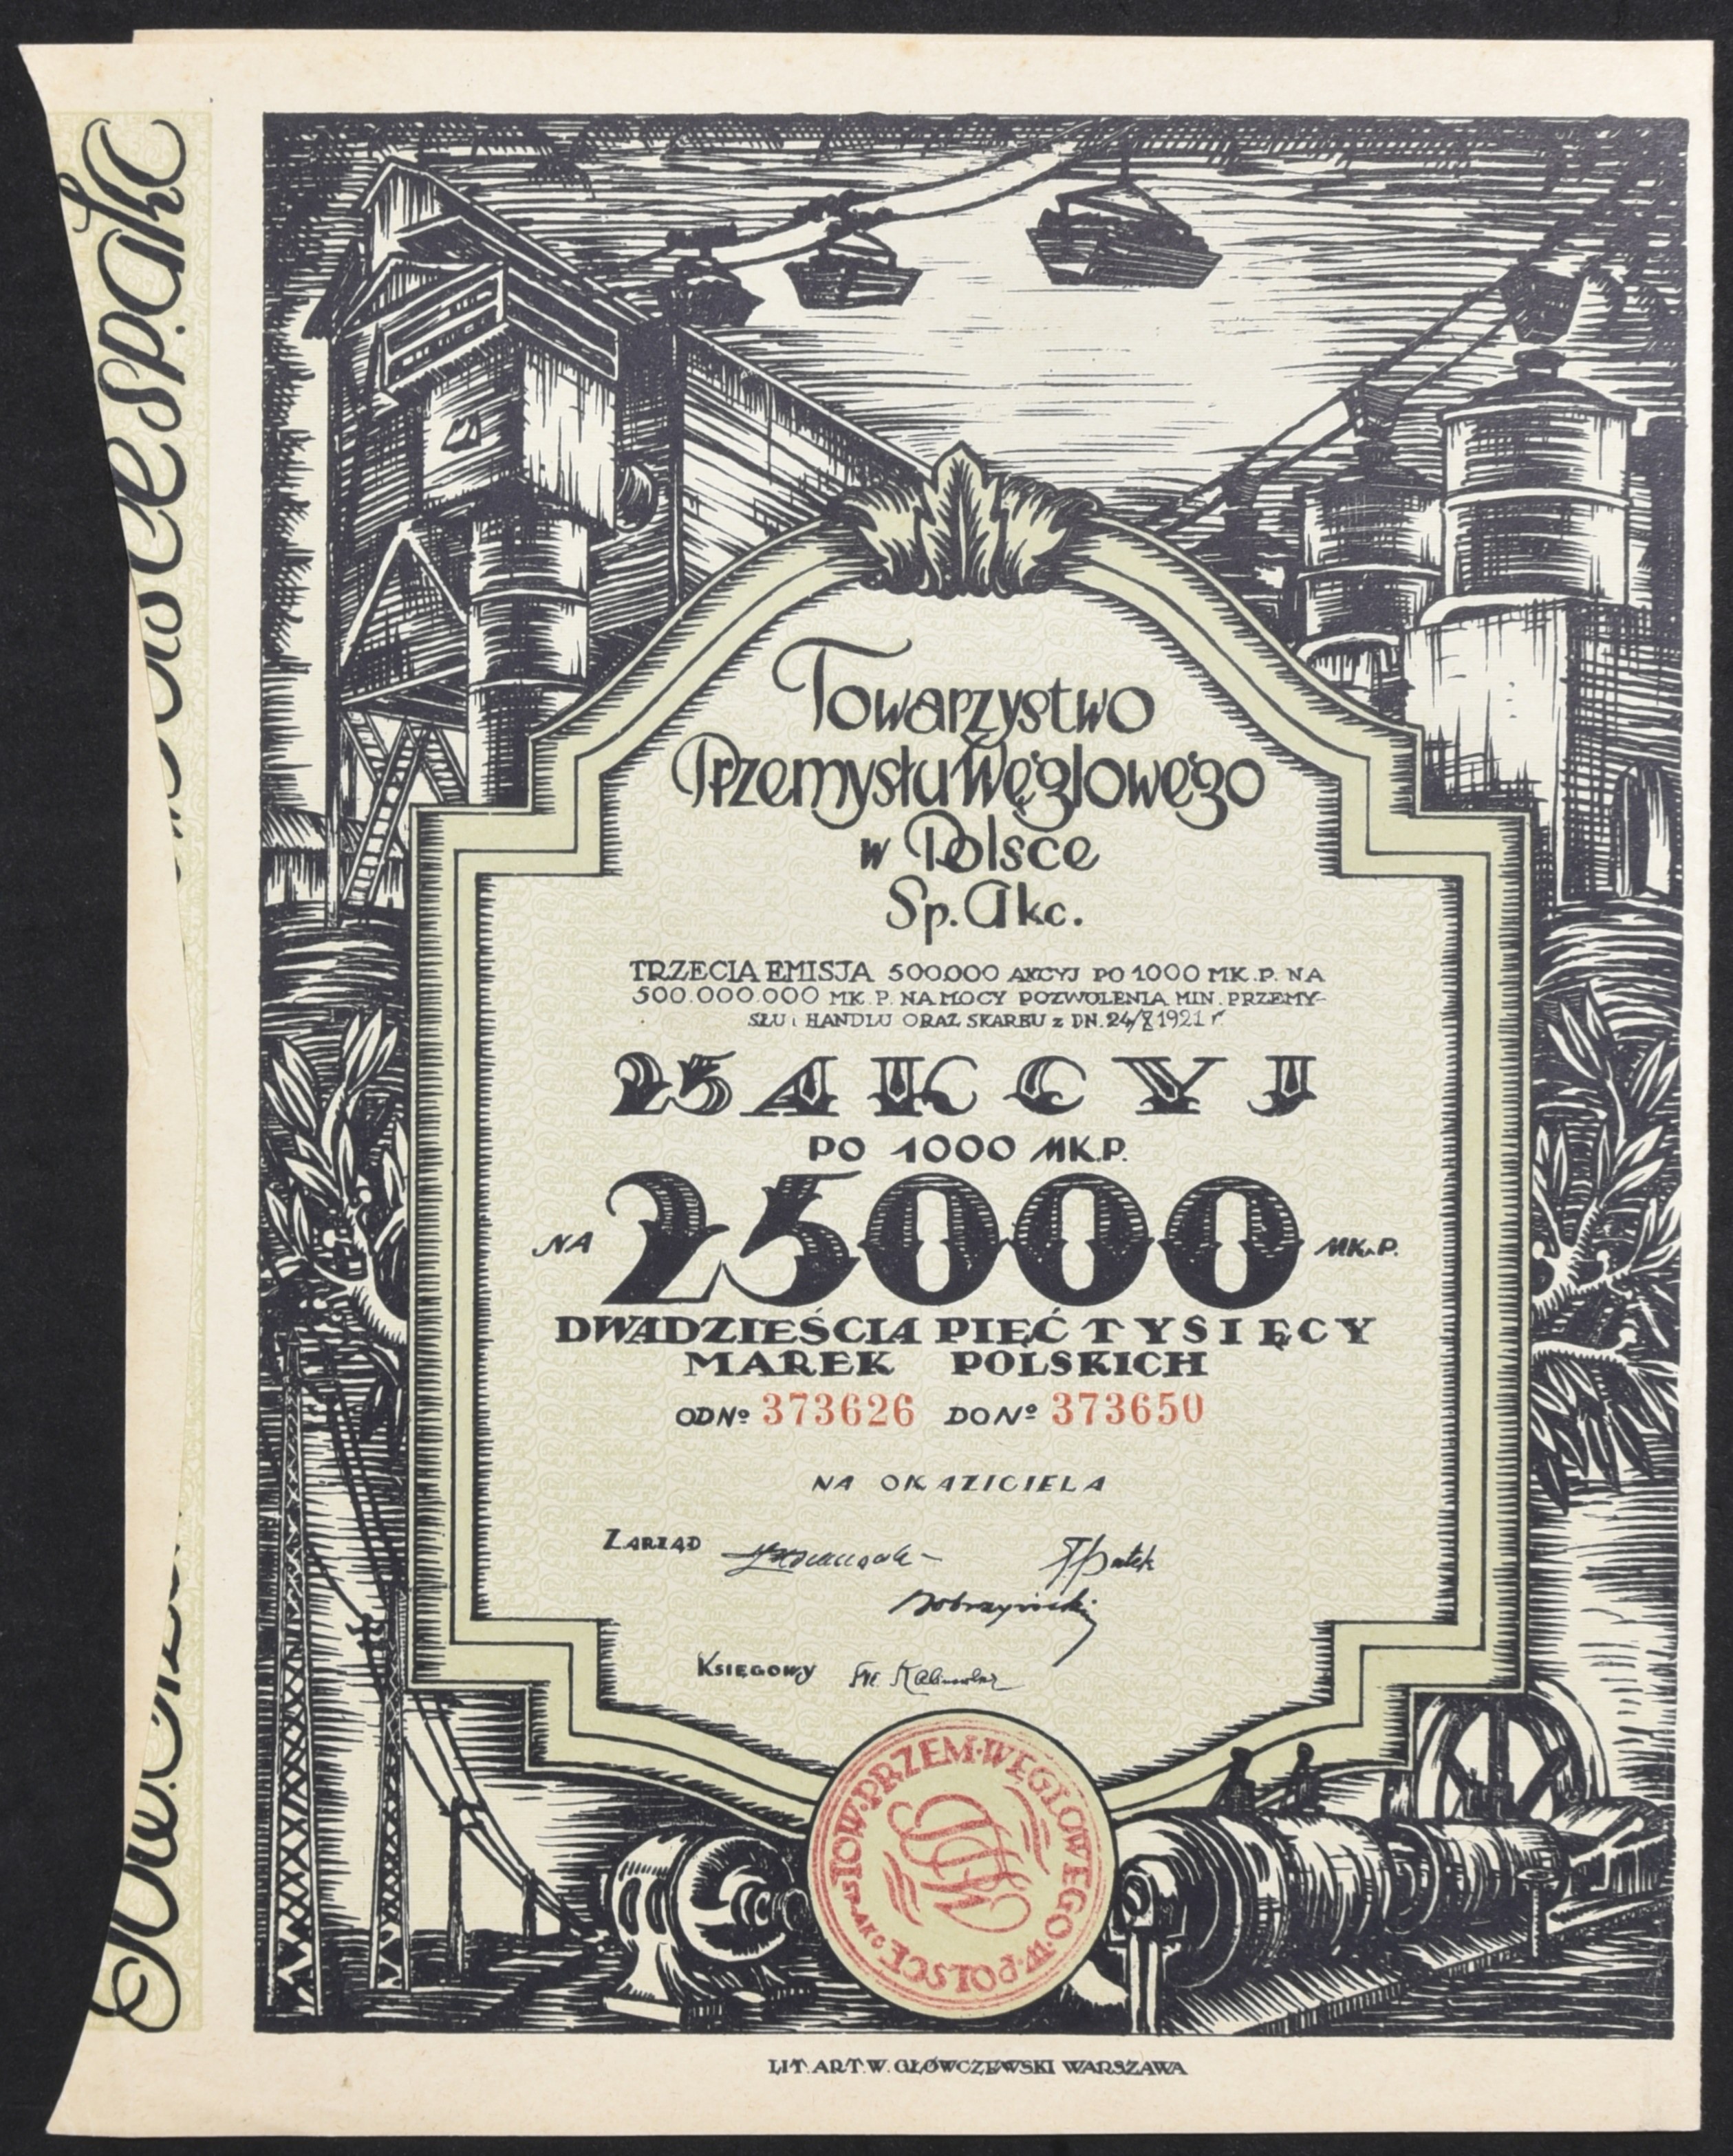 Towarzystwo
Przemysłu Węglowego
w Polsce
Sp. Akc.
TRZECIA EMISJA 500.000 AKCYJ PO 1000 MK.P. NA
500.000.000 MK.P. NA MOCY POZWOLENIA MIN. PRZEMY-
SŁU i HANDLU ORAZ SKARBU z DN. 24/X 1921 r.
25 AKCYJ
PO 1000 MK.P.
NA 25000 MK.P.
DWADZIEŚCIA PIĘĆ TYSIĘCY
MAREK POLSKICH
OD Nº 373626 DO Nº 373650
NA OKAZICIELA
ZARZĄD
Dobrzyński
KSIĘGOWY
TOW. PRZEM. WĘGLOWEGO W POLSCE SP. AKC.
LIT. ART. W. GŁÓWCZEWSKI WARSZAWA